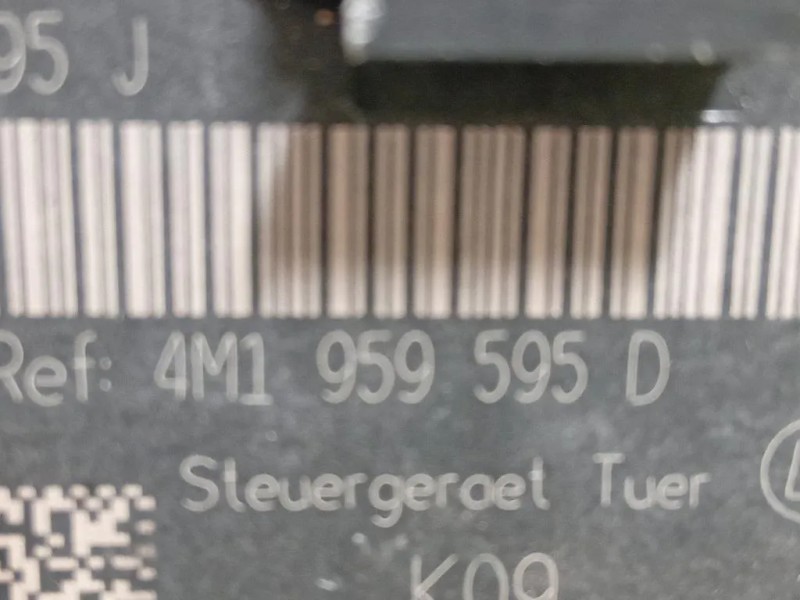 95 J
Ref: 4M1 959 595 D
Steuergeraet Tuer
K09